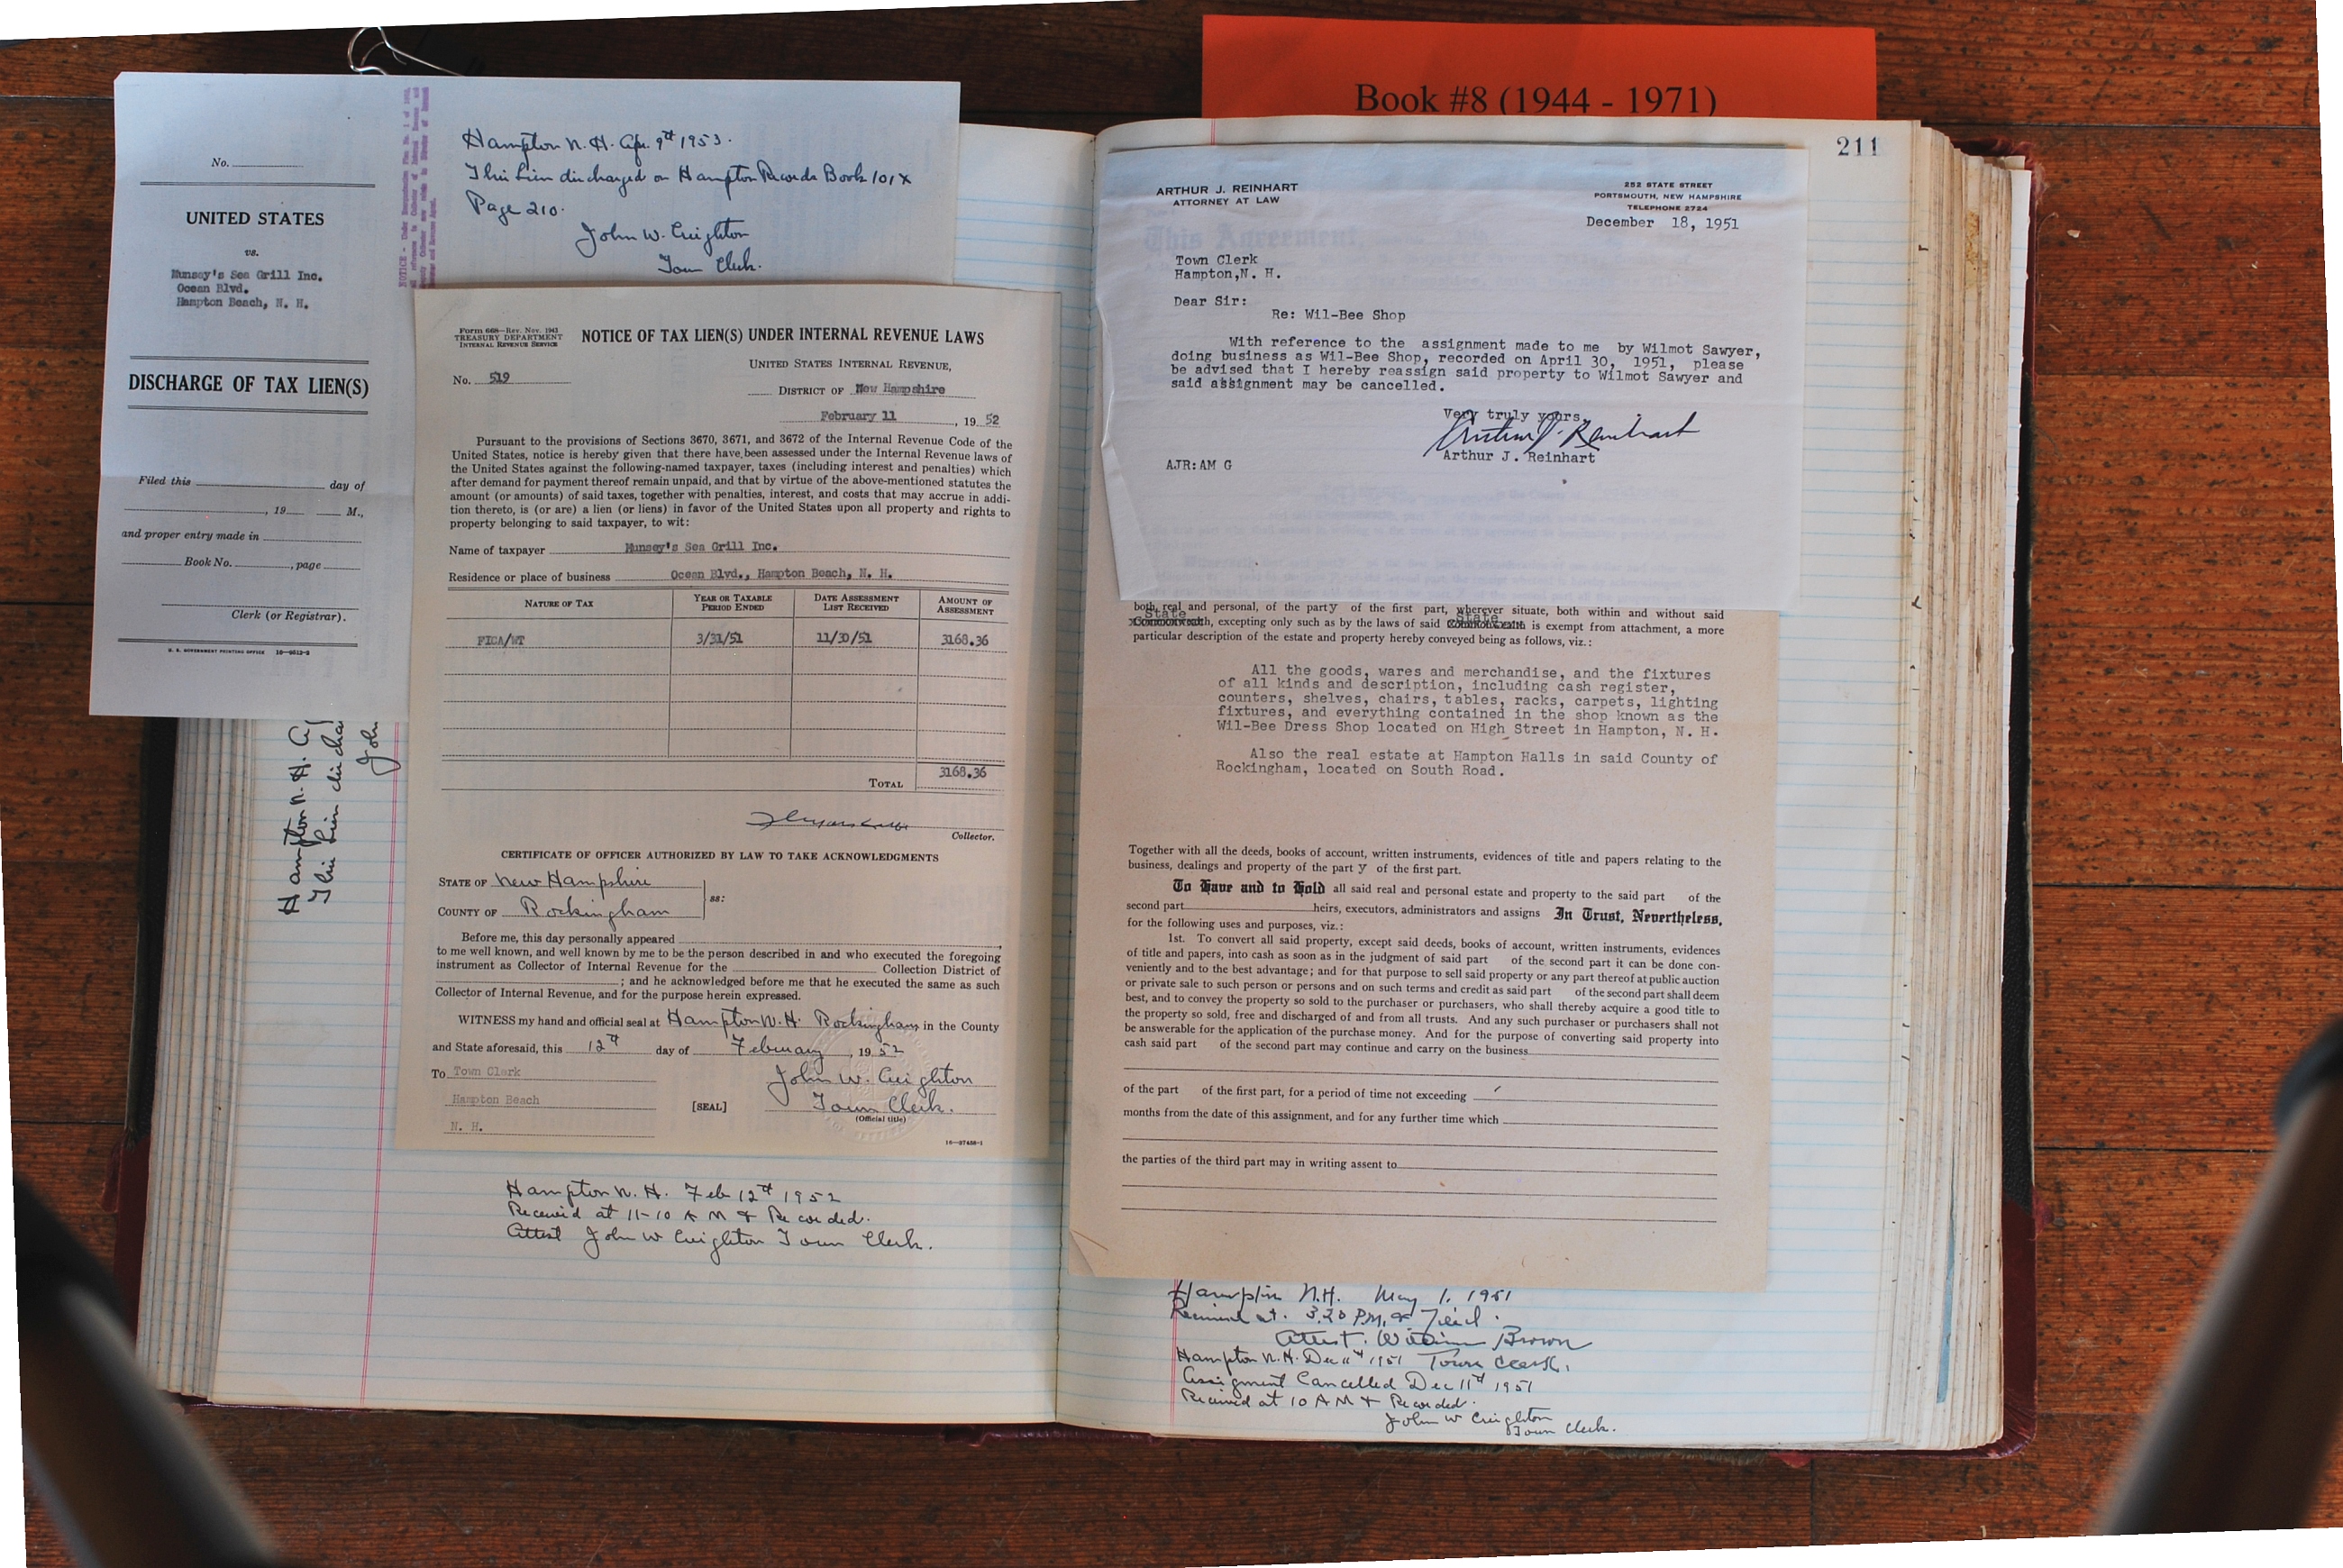 Book #8 (1944 - 1971)
No.
UNITED STATES
vs.
Munsey's Sea Grill Inc.
Ocean Blvd.
Hampton Beach, N. H.
DISCHARGE OF TAX LIEN(S)
Filed this day of
, 19 M.,
and proper entry made in
Book No. , page
Clerk (or Registrar).
U. S. GOVERNMENT PRINTING OFFICE
Hampton N. H. Apr. 9th 1953.
This Lien discharged on Hampton Records Book 101X
Page 210.
John W. Creighton
Town Clerk.
Hampton N. H.
This Lien discha
John
Form 668—Rev. Nov. 1943
TREASURY DEPARTMENT
INTERNAL REVENUE SERVICE
NOTICE OF TAX LIEN(S) UNDER INTERNAL REVENUE LAWS
UNITED STATES INTERNAL REVENUE,
No. 519
DISTRICT OF New Hampshire
February 11, 1952
Pursuant to the provisions of Sections 3670, 3671, and 3672 of the Internal Revenue Code of the
United States, notice is hereby given that there have been assessed under the Internal Revenue laws of
the United States against the following-named taxpayer, taxes (including interest and penalties) which
after demand for payment thereof remain unpaid, and that by virtue of the above-mentioned statutes the
amount (or amounts) of said taxes, together with penalties, interest, and costs that may accrue in addi-
tion thereto, is (or are) a lien (or liens) in favor of the United States upon all property and rights to
property belonging to said taxpayer, to wit:
Name of taxpayer Munsey's Sea Grill Inc.
Residence or place of business Ocean Blvd., Hampton Beach, N. H.
NATURE OF TAX YEAR OR TAXABLE PERIOD ENDED DATE ASSESSMENT LIST RECEIVED AMOUNT OF ASSESSMENT
FICA/WT 3/31/51 11/30/51 3168.36
TOTAL 3168.36
Collector.
CERTIFICATE OF OFFICER AUTHORIZED BY LAW TO TAKE ACKNOWLEDGMENTS
STATE OF New Hampshire
ss:
COUNTY OF Rockingham
Before me, this day personally appeared
to me well known, and well known by me to be the person described in and who executed the foregoing
instrument as Collector of Internal Revenue for the Collection District of
; and he acknowledged before me that he executed the same as such
Collector of Internal Revenue, and for the purpose herein expressed.
WITNESS my hand and official seal at Hampton N. H. Rockingham in the County
and State aforesaid, this 12th day of February, 1952
To Town Clerk
John W. Creighton
Hampton Beach
[SEAL]
Town Clerk.
(Official title)
N. H.
Hampton N. H. Feb 12th 1952
Received at 11-10 A M & Recorded.
Attest John W Creighton Town Clerk.
211
ARTHUR J. REINHART
ATTORNEY AT LAW
252 STATE STREET
PORTSMOUTH, NEW HAMPSHIRE
TELEPHONE 2724
December 18, 1951
This Agreement,
Town Clerk
Hampton,N. H.
Dear Sir:
Re: Wil-Bee Shop
With reference to the assignment made to me by Wilmot Sawyer,
doing business as Wil-Bee Shop, recorded on April 30, 1951, please
be advised that I hereby reassign said property to Wilmot Sawyer and
said assignment may be cancelled.
Very truly yours,
Arthur J. Reinhart
Arthur J. Reinhart
AJR:AM G
both, real and personal, of the party of the first part, wherever situate, both within and without said
State State
Commonwealth, excepting only such as by the laws of said Commonwealth is exempt from attachment, a more
particular description of the estate and property hereby conveyed being as follows, viz.:
All the goods, wares and merchandise, and the fixtures
of all kinds and description, including cash register,
counters, shelves, chairs, tables, racks, carpets, lighting
fixtures, and everything contained in the shop known as the
Wil-Bee Dress Shop located on High Street in Hampton, N. H.
Also the real estate at Hampton Halls in said County of
Rockingham, located on South Road.
Together with all the deeds, books of account, written instruments, evidences of title and papers relating to the
business, dealings and property of the part y of the first part.
To Have and to Hold all said real and personal estate and property to the said part of the
second part heirs, executors, administrators and assigns In Trust, Nevertheless,
for the following uses and purposes, viz.:
1st. To convert all said property, except said deeds, books of account, written instruments, evidences
of title and papers, into cash as soon as in the judgment of said part of the second part it can be done con-
veniently and to the best advantage; and for that purpose to sell said property or any part thereof at public auction
or private sale to such person or persons and on such terms and credit as said part of the second part shall deem
best, and to convey the property so sold to the purchaser or purchasers, who shall thereby acquire a good title to
the property so sold, free and discharged of and from all trusts. And any such purchaser or purchasers shall not
be answerable for the application of the purchase money. And for the purpose of converting said property into
cash said part of the second part may continue and carry on the business
of the part of the first part, for a period of time not exceeding
months from the date of this assignment, and for any further time which
the parties of the third part may in writing assent to
Hampton N.H. May 1, 1951
Received at 3.20 P.M. & Filed.
Attest. William Brown
Town Clerk,
Hampton N. H. Dec 11th 1951
Assigment Cancelled Dec 11th 1951
Received at 10 A M & Recorded.
John W Creighton
Town Clerk.